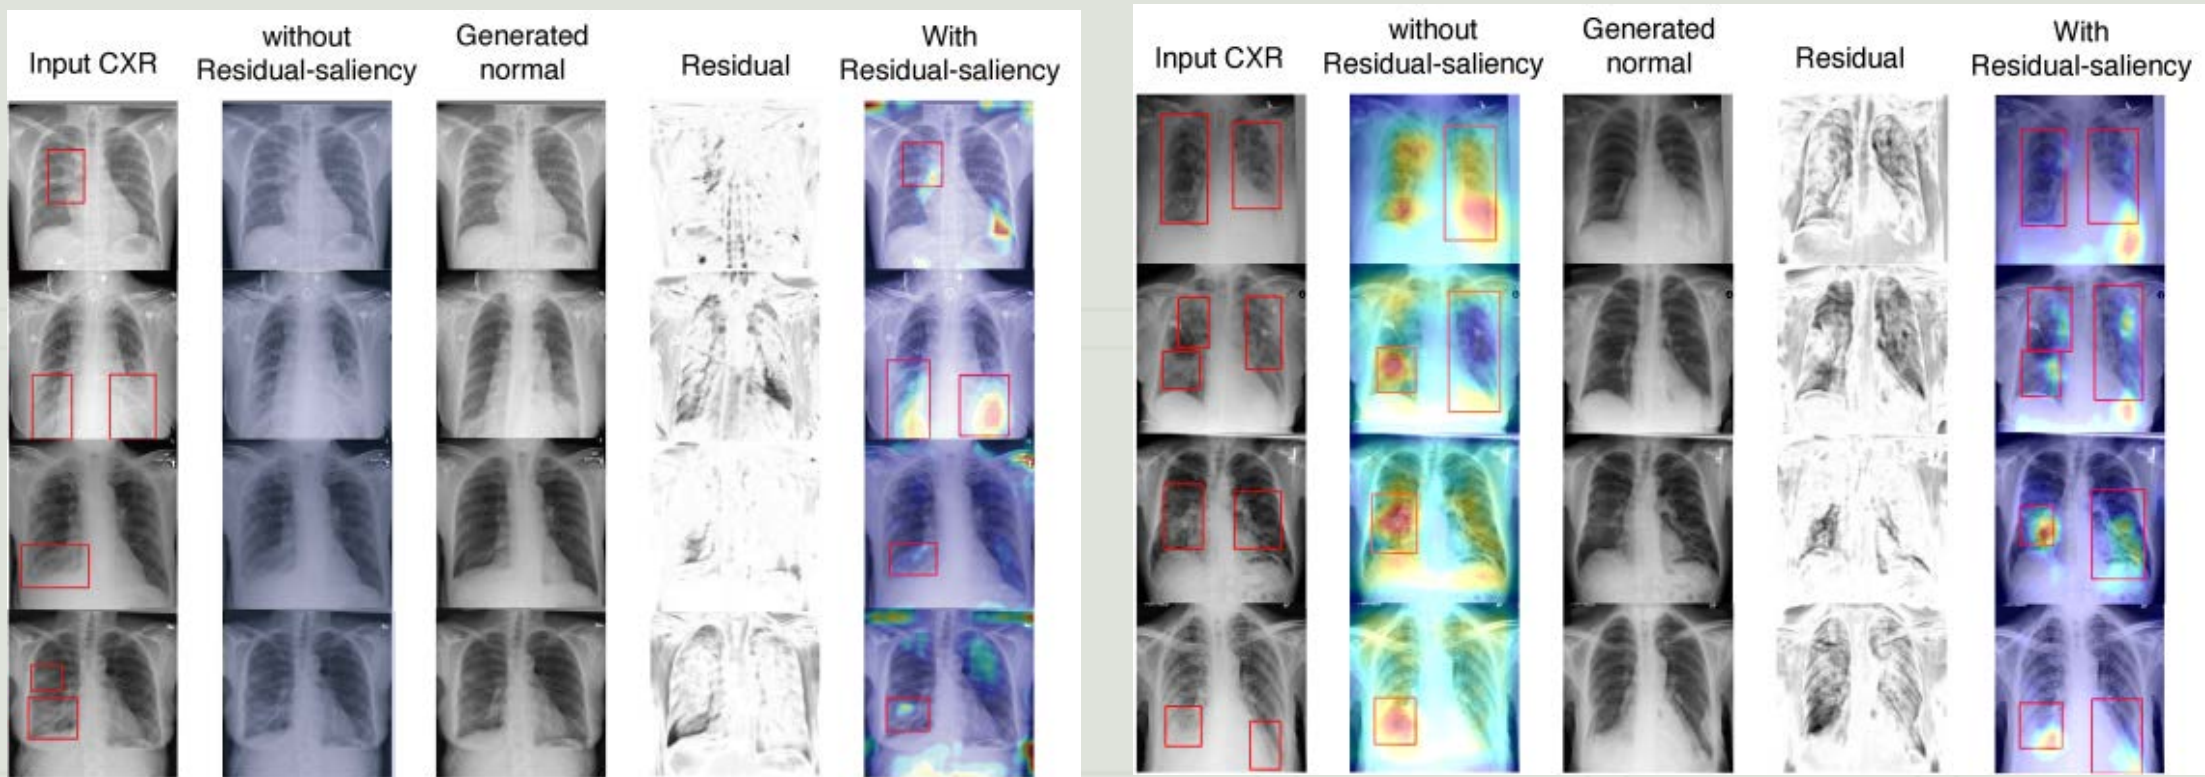 Input CXR
without
Residual-saliency
Generated
normal
Residual
With
Residual-saliency
Input CXR
without
Residual-saliency
Generated
normal
Residual
With
Residual-saliency